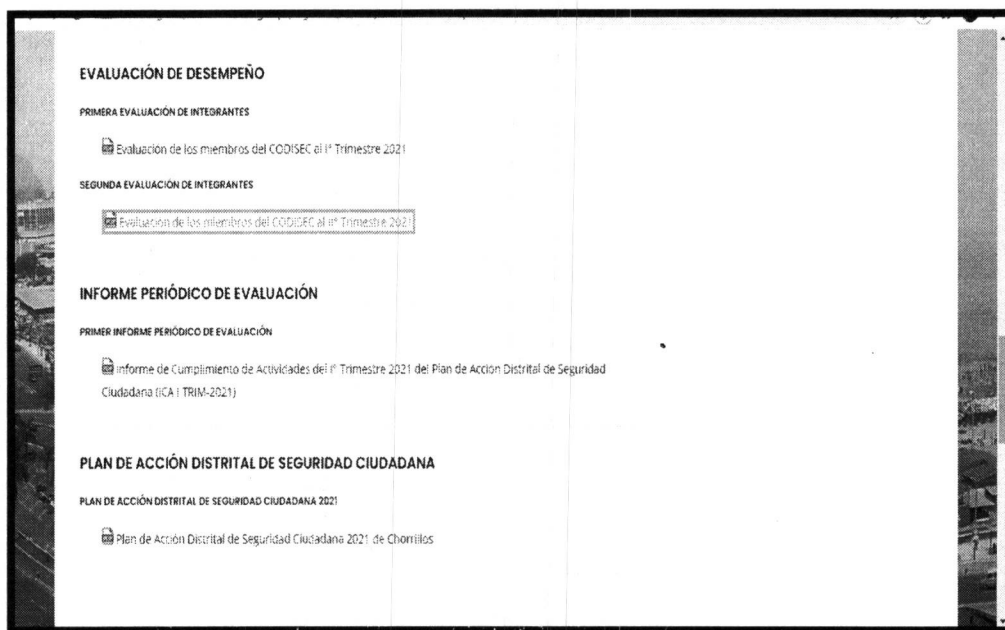 EVALUACIÓN DE DESEMPEÑO
PRIMERA EVALUACIÓN DE INTEGRANTES
Evaluación de los miembros del CODISEC al I° Trimestre 2021
SEGUNDA EVALUACIÓN DE INTEGRANTES
Evaluación de los miembros del CODISEC al II° Trimestre 2021
INFORME PERIÓDICO DE EVALUACIÓN
PRIMER INFORME PERIÓDICO DE EVALUACIÓN
Informe de Cumplimiento de Actividades del I° Trimestre 2021 del Plan de Acción Distrital de Seguridad
Ciudadana (ICA I TRIM-2021)
PLAN DE ACCIÓN DISTRITAL DE SEGURIDAD CIUDADANA
PLAN DE ACCIÓN DISTRITAL DE SEGURIDAD CIUDADANA 2021
Plan de Acción Distrital de Seguridad Ciudadana 2021 de Chorrillos